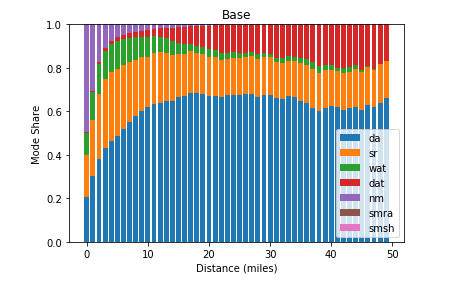 Base
1.0
0.8
0.6
0.4
0.2
0.0
Mode Share
0 10 20 30 40 50
Distance (miles)
da
sr
wat
dat
nm
smra
smsh